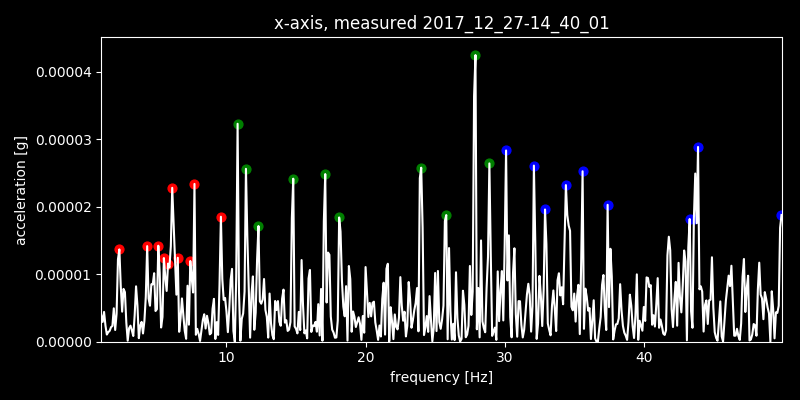 x-axis, measured 2017_12_27-14_40_01
0.00004
0.00003
0.00002
0.00001
0.00000
acceleration [g]
10 20 30 40
frequency [Hz]